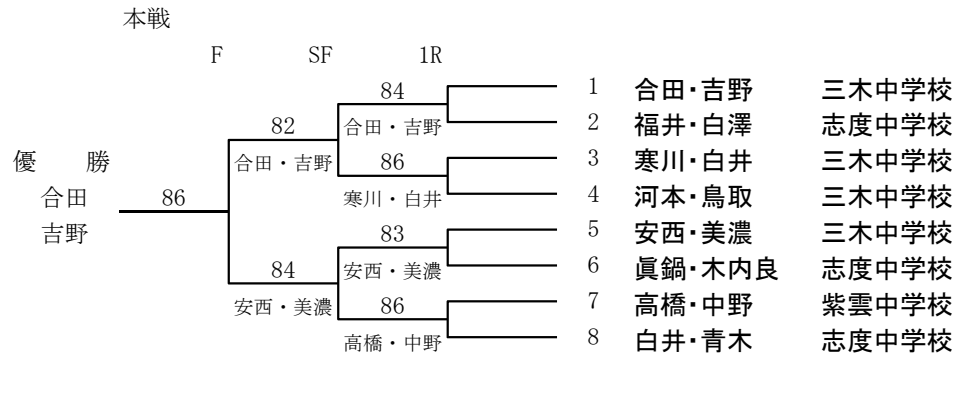 本戦
F SF 1R
84 1 合田・吉野 三木中学校
82 合田・吉野 2 福井・白澤 志度中学校
優 勝 合田・吉野 86 3 寒川・白井 三木中学校
合田 86 寒川・白井 4 河本・鳥取 三木中学校
吉野 83 5 安西・美濃 三木中学校
84 安西・美濃 6 眞鍋・木内良 志度中学校
安西・美濃 86 7 高橋・中野 紫雲中学校
高橋・中野 8 白井・青木 志度中学校